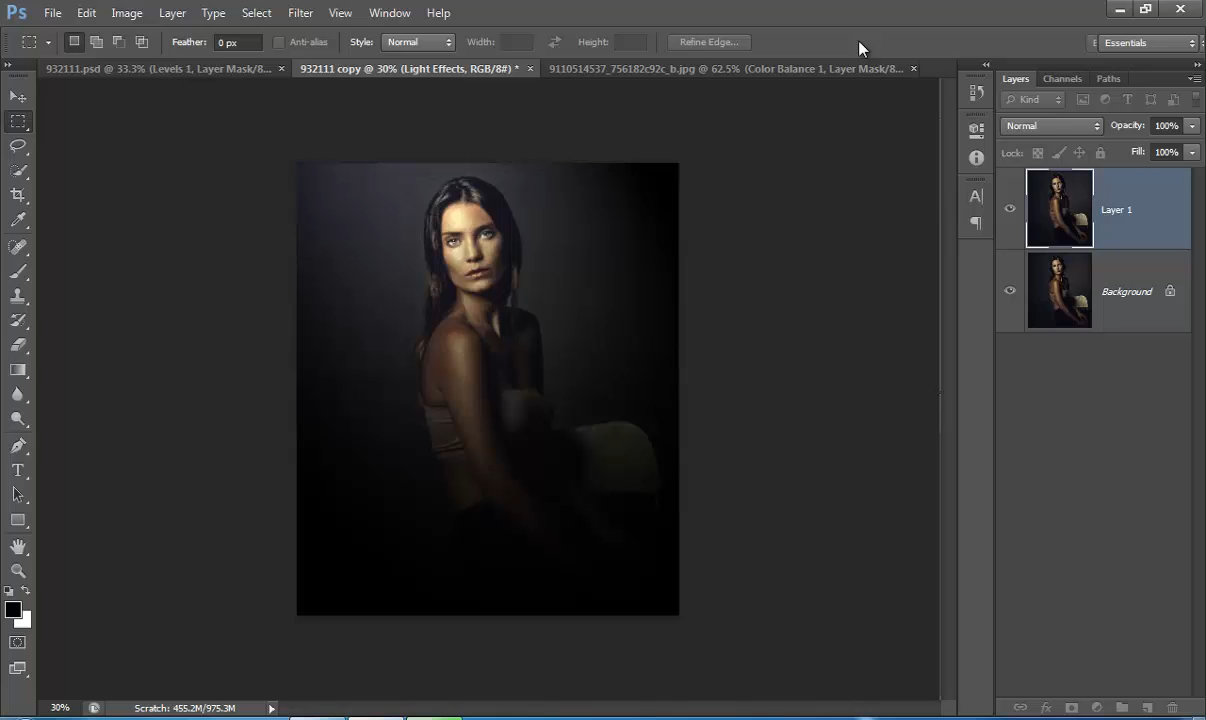 Ps File Edit Image Layer Type Select Filter View Window Help
Feather: 0 px Anti-alias Style: Normal Width: Height: Refine Edge... Essentials
932111.psd @ 33.3% (Levels 1, Layer Mask/8... × 932111 copy @ 30% (Light Effects, RGB/8#) * × 9110514537_756182c92c_b.jpg @ 62.5% (Color Balance 1, Layer Mask/8... ×
Layers Channels Paths
Kind
Normal Opacity: 100%
Lock: Fill: 100%
Layer 1
Background
30% Scratch: 455.2M/975.3M